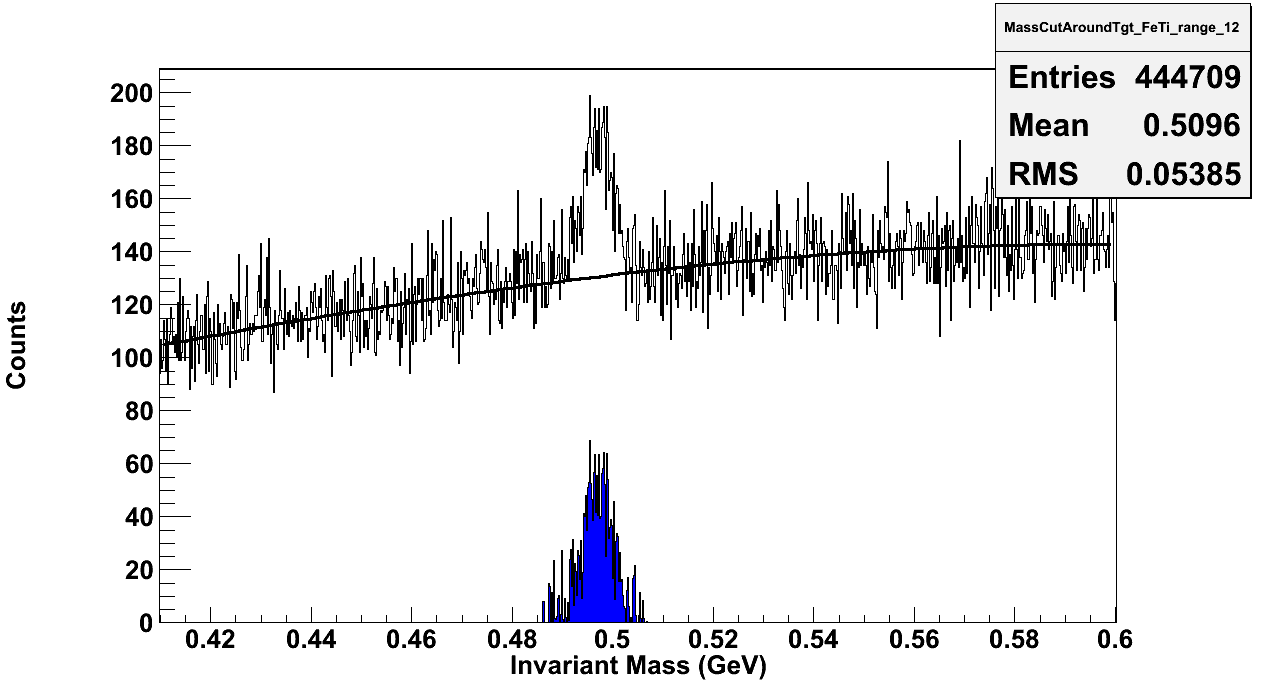 MassCutAroundTgt_FeTi_range_12
Entries 444709
Mean 0.5096
RMS 0.05385
Counts
200
180
160
140
120
100
80
60
40
20
0
0.42 0.44 0.46 0.48 0.5 0.52 0.54 0.56 0.58 0.6
Invariant Mass (GeV)